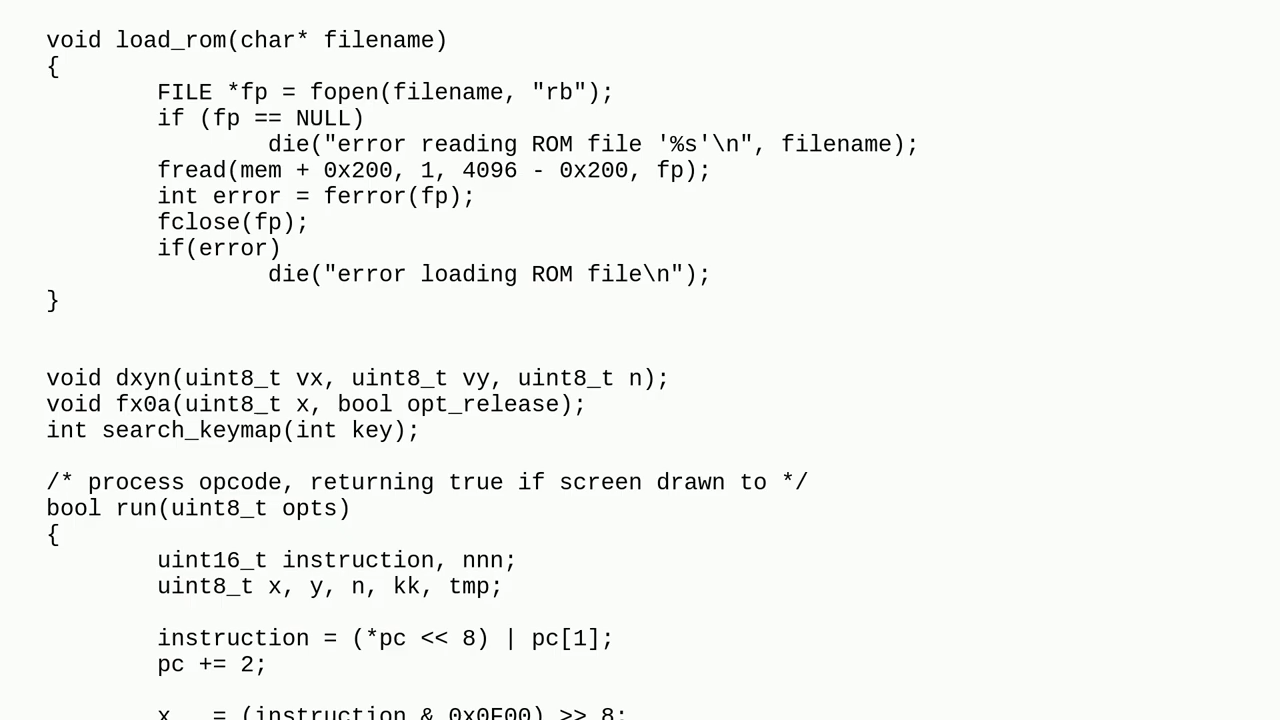 void load_rom(char* filename)
{
        FILE *fp = fopen(filename, "rb");
        if (fp == NULL)
                die("error reading ROM file '%s'\n", filename);
        fread(mem + 0x200, 1, 4096 - 0x200, fp);
        int error = ferror(fp);
        fclose(fp);
        if(error)
                die("error loading ROM file\n");
}


void dxyn(uint8_t vx, uint8_t vy, uint8_t n);
void fx0a(uint8_t x, bool opt_release);
int search_keymap(int key);

/* process opcode, returning true if screen drawn to */
bool run(uint8_t opts)
{
        uint16_t instruction, nnn;
        uint8_t x, y, n, kk, tmp;

        instruction = (*pc << 8) | pc[1];
        pc += 2;

        x   = (instruction & 0x0F00) >> 8;